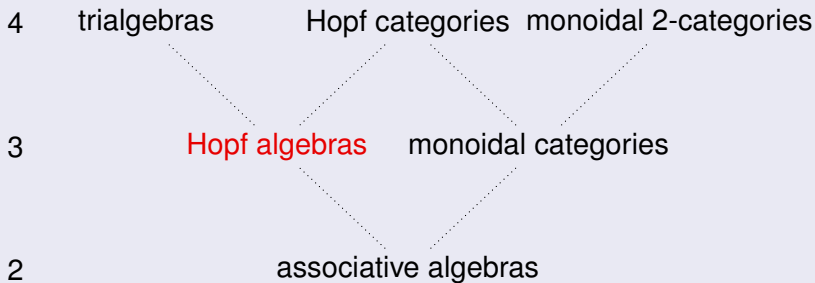 4 trialgebras Hopf categories monoidal 2-categories
3 Hopf algebras monoidal categories
2 associative algebras